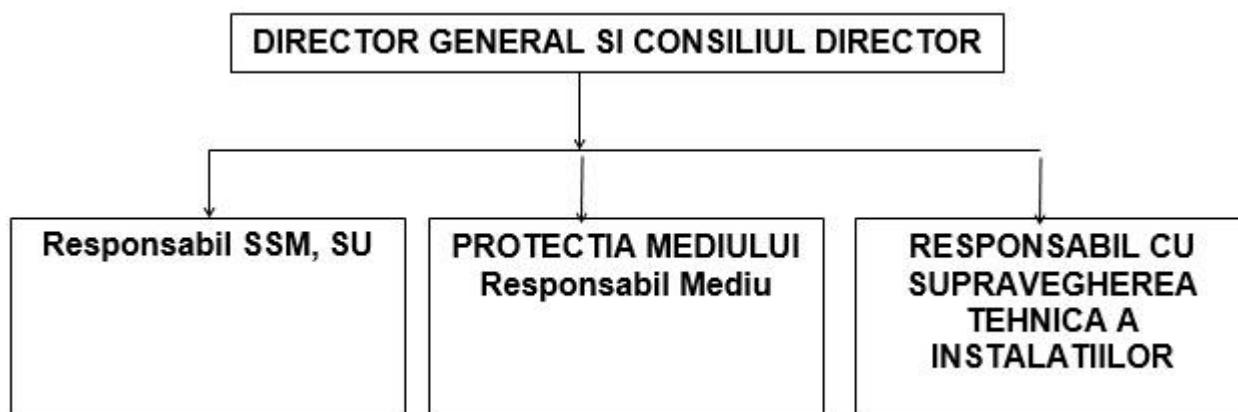 DIRECTOR GENERAL SI CONSILIUL DIRECTOR
Responsabil SSM, SU
PROTECTIA MEDIULUI
Responsabil Mediu
RESPONSABIL CU
SUPRAVEGHEREA
TEHNICA A
INSTALATIILOR